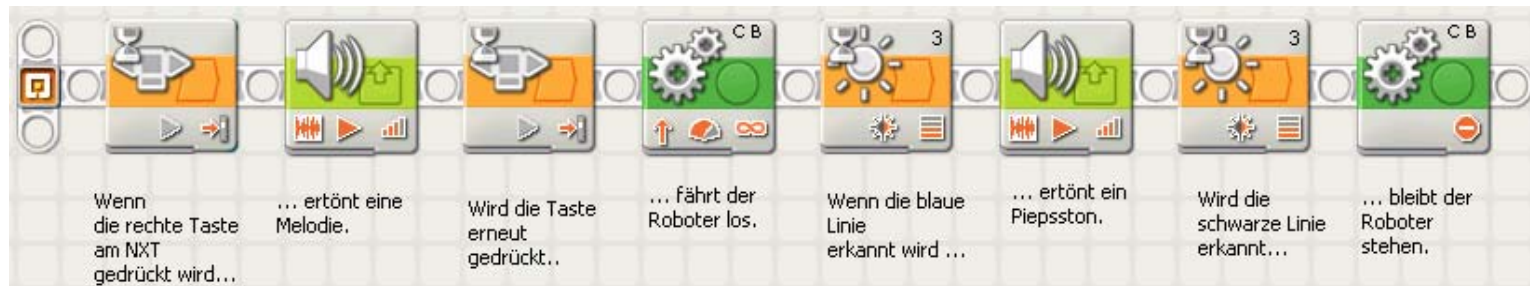 C B
3
3
C B
Wenn
die rechte Taste
am NXT
gedrückt wird...
... ertönt eine
Melodie.
Wird die Taste
erneut
gedrückt..
... fährt der
Roboter los.
Wenn die blaue
Linie
erkannt wird ...
... ertönt ein
Piepsston.
Wird die
schwarze Linie
erkannt...
... bleibt der
Roboter
stehen.